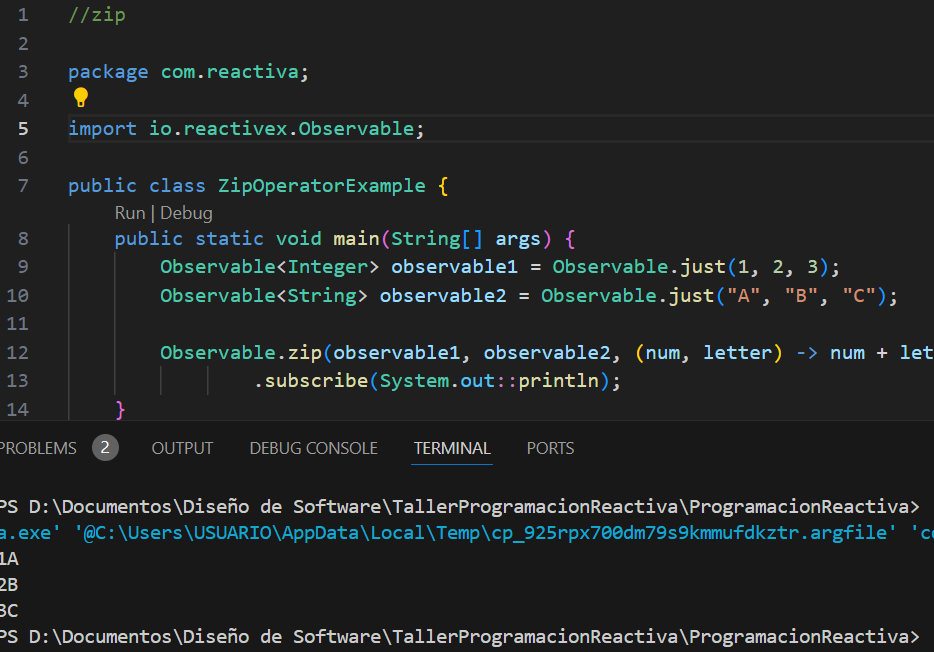 1 //zip
2
3 package com.reactiva;
4
5 import io.reactivex.Observable;
6
7 public class ZipOperatorExample {
Run | Debug
8 public static void main(String[] args) {
9 Observable<Integer> observable1 = Observable.just(1, 2, 3);
10 Observable<String> observable2 = Observable.just("A", "B", "C");
11
12 Observable.zip(observable1, observable2, (num, letter) -> num + let
13 .subscribe(System.out::println);
14 }
PROBLEMS 2 OUTPUT DEBUG CONSOLE TERMINAL PORTS
PS D:\Documentos\Diseño de Software\TallerProgramacionReactiva\ProgramacionReactiva>
a.exe' '@C:\Users\USUARIO\AppData\Local\Temp\cp_925rpx700dm79s9kmmufdkztr.argfile' 'co
1A
2B
3C
PS D:\Documentos\Diseño de Software\TallerProgramacionReactiva\ProgramacionReactiva>